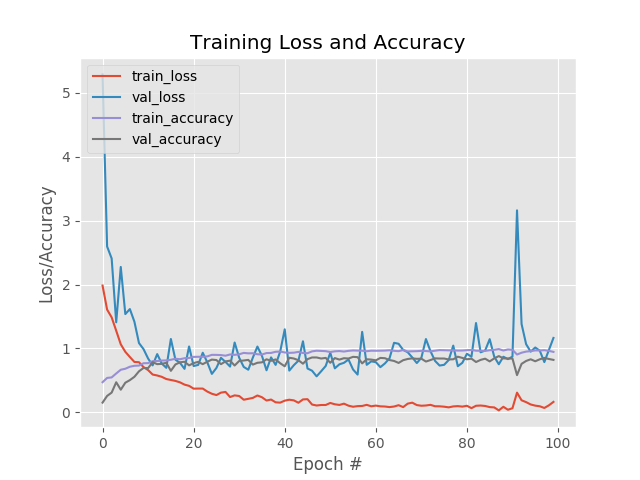 Training Loss and Accuracy
train_loss
val_loss
train_accuracy
val_accuracy
Loss/Accuracy
5
4
3
2
1
0
0 20 40 60 80 100
Epoch #